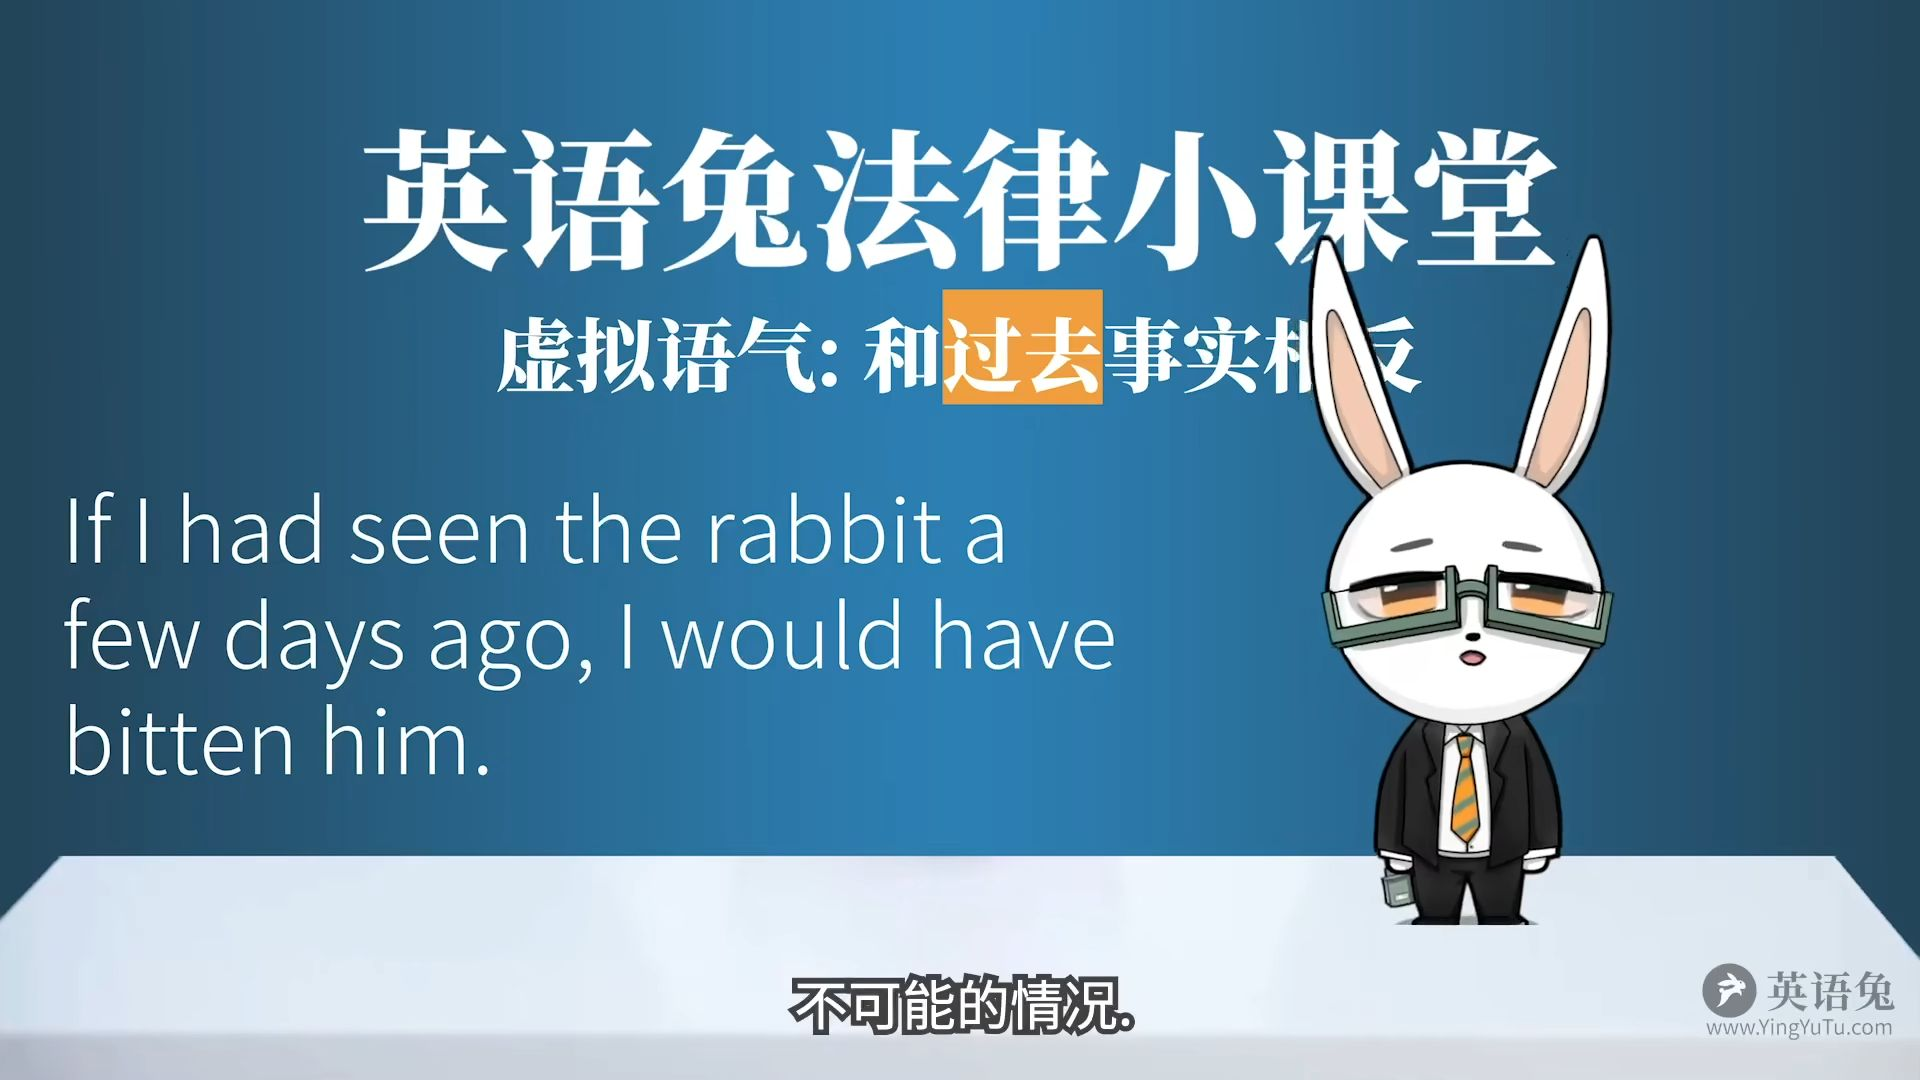 英语兔法律小课堂
虚拟语气: 和过去事实相反
If I had seen the rabbit a
few days ago, I would have
bitten him.
不可能的情况.
英语兔
www.YingYuTu.com